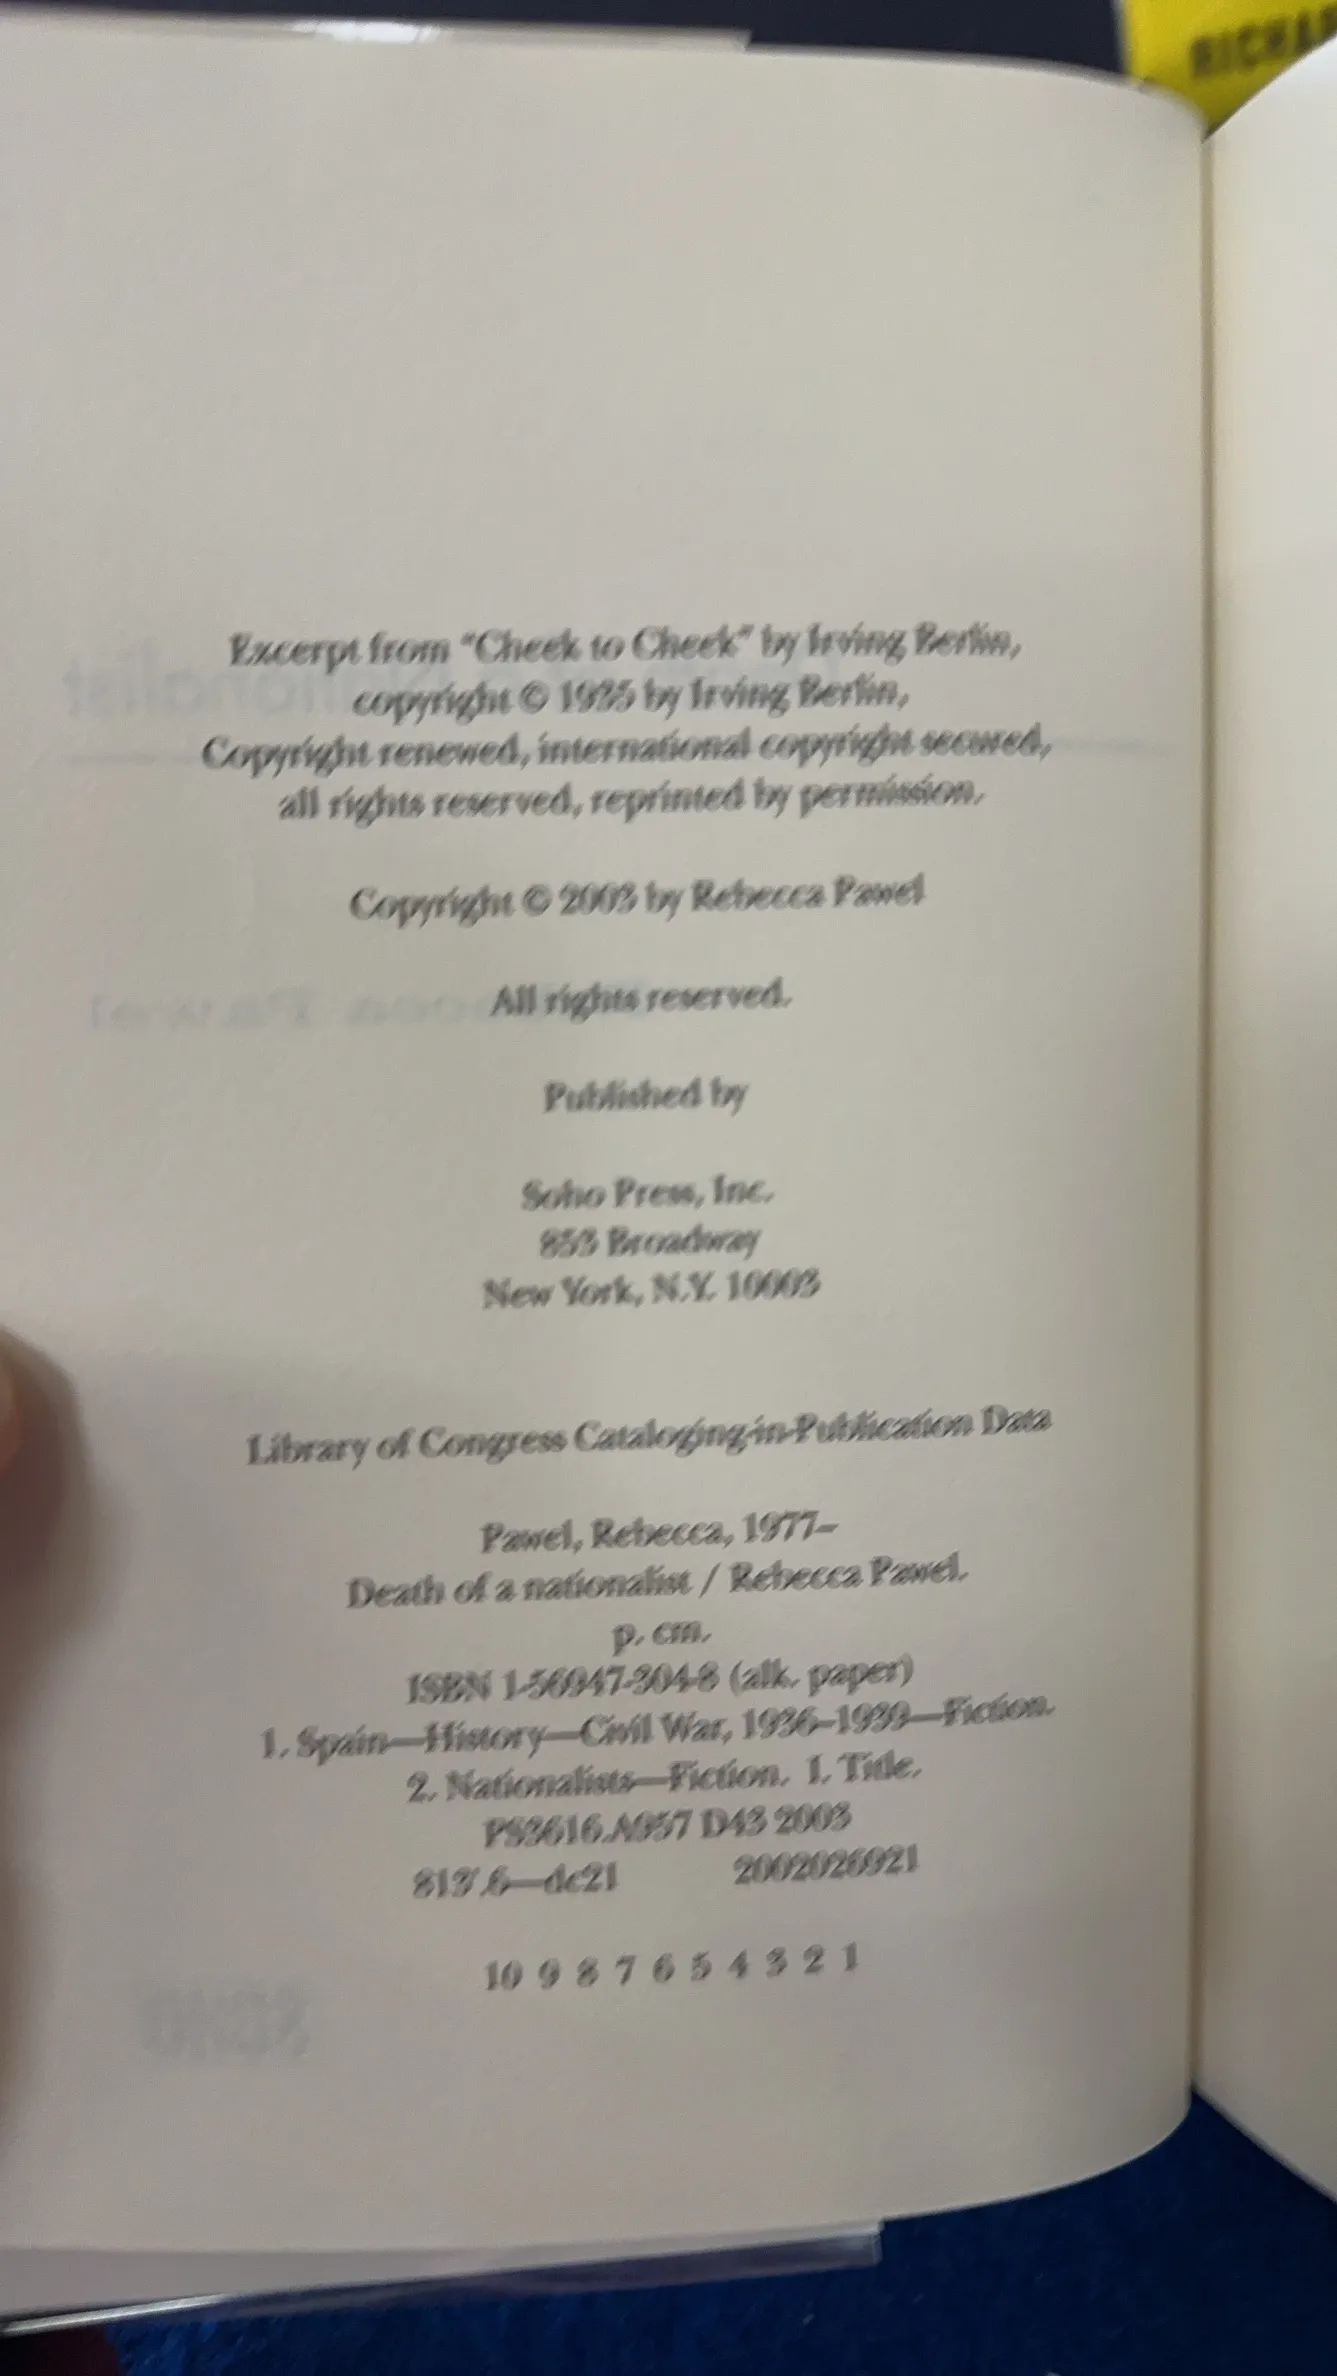 RICHAR
Excerpt from "Cheek to Cheek" by Irving Berlin,
copyright © 1935 by Irving Berlin,
Copyright renewed, international copyright secured,
all rights reserved, reprinted by permission.
Copyright © 2003 by Rebecca Pawel
All rights reserved.
Published by
Soho Press, Inc.
853 Broadway
New York, N.Y. 10003
Library of Congress Cataloging-in-Publication Data
Pawel, Rebecca, 1977–
Death of a nationalist / Rebecca Pawel.
p. cm.
ISBN 1-56947-304-8 (alk. paper)
1. Spain—History—Civil War, 1936–1939—Fiction.
2. Nationalists—Fiction. I. Title.
PS3616.A957 D43 2003
813'.6—dc21 2002026921
10 9 8 7 6 5 4 3 2 1